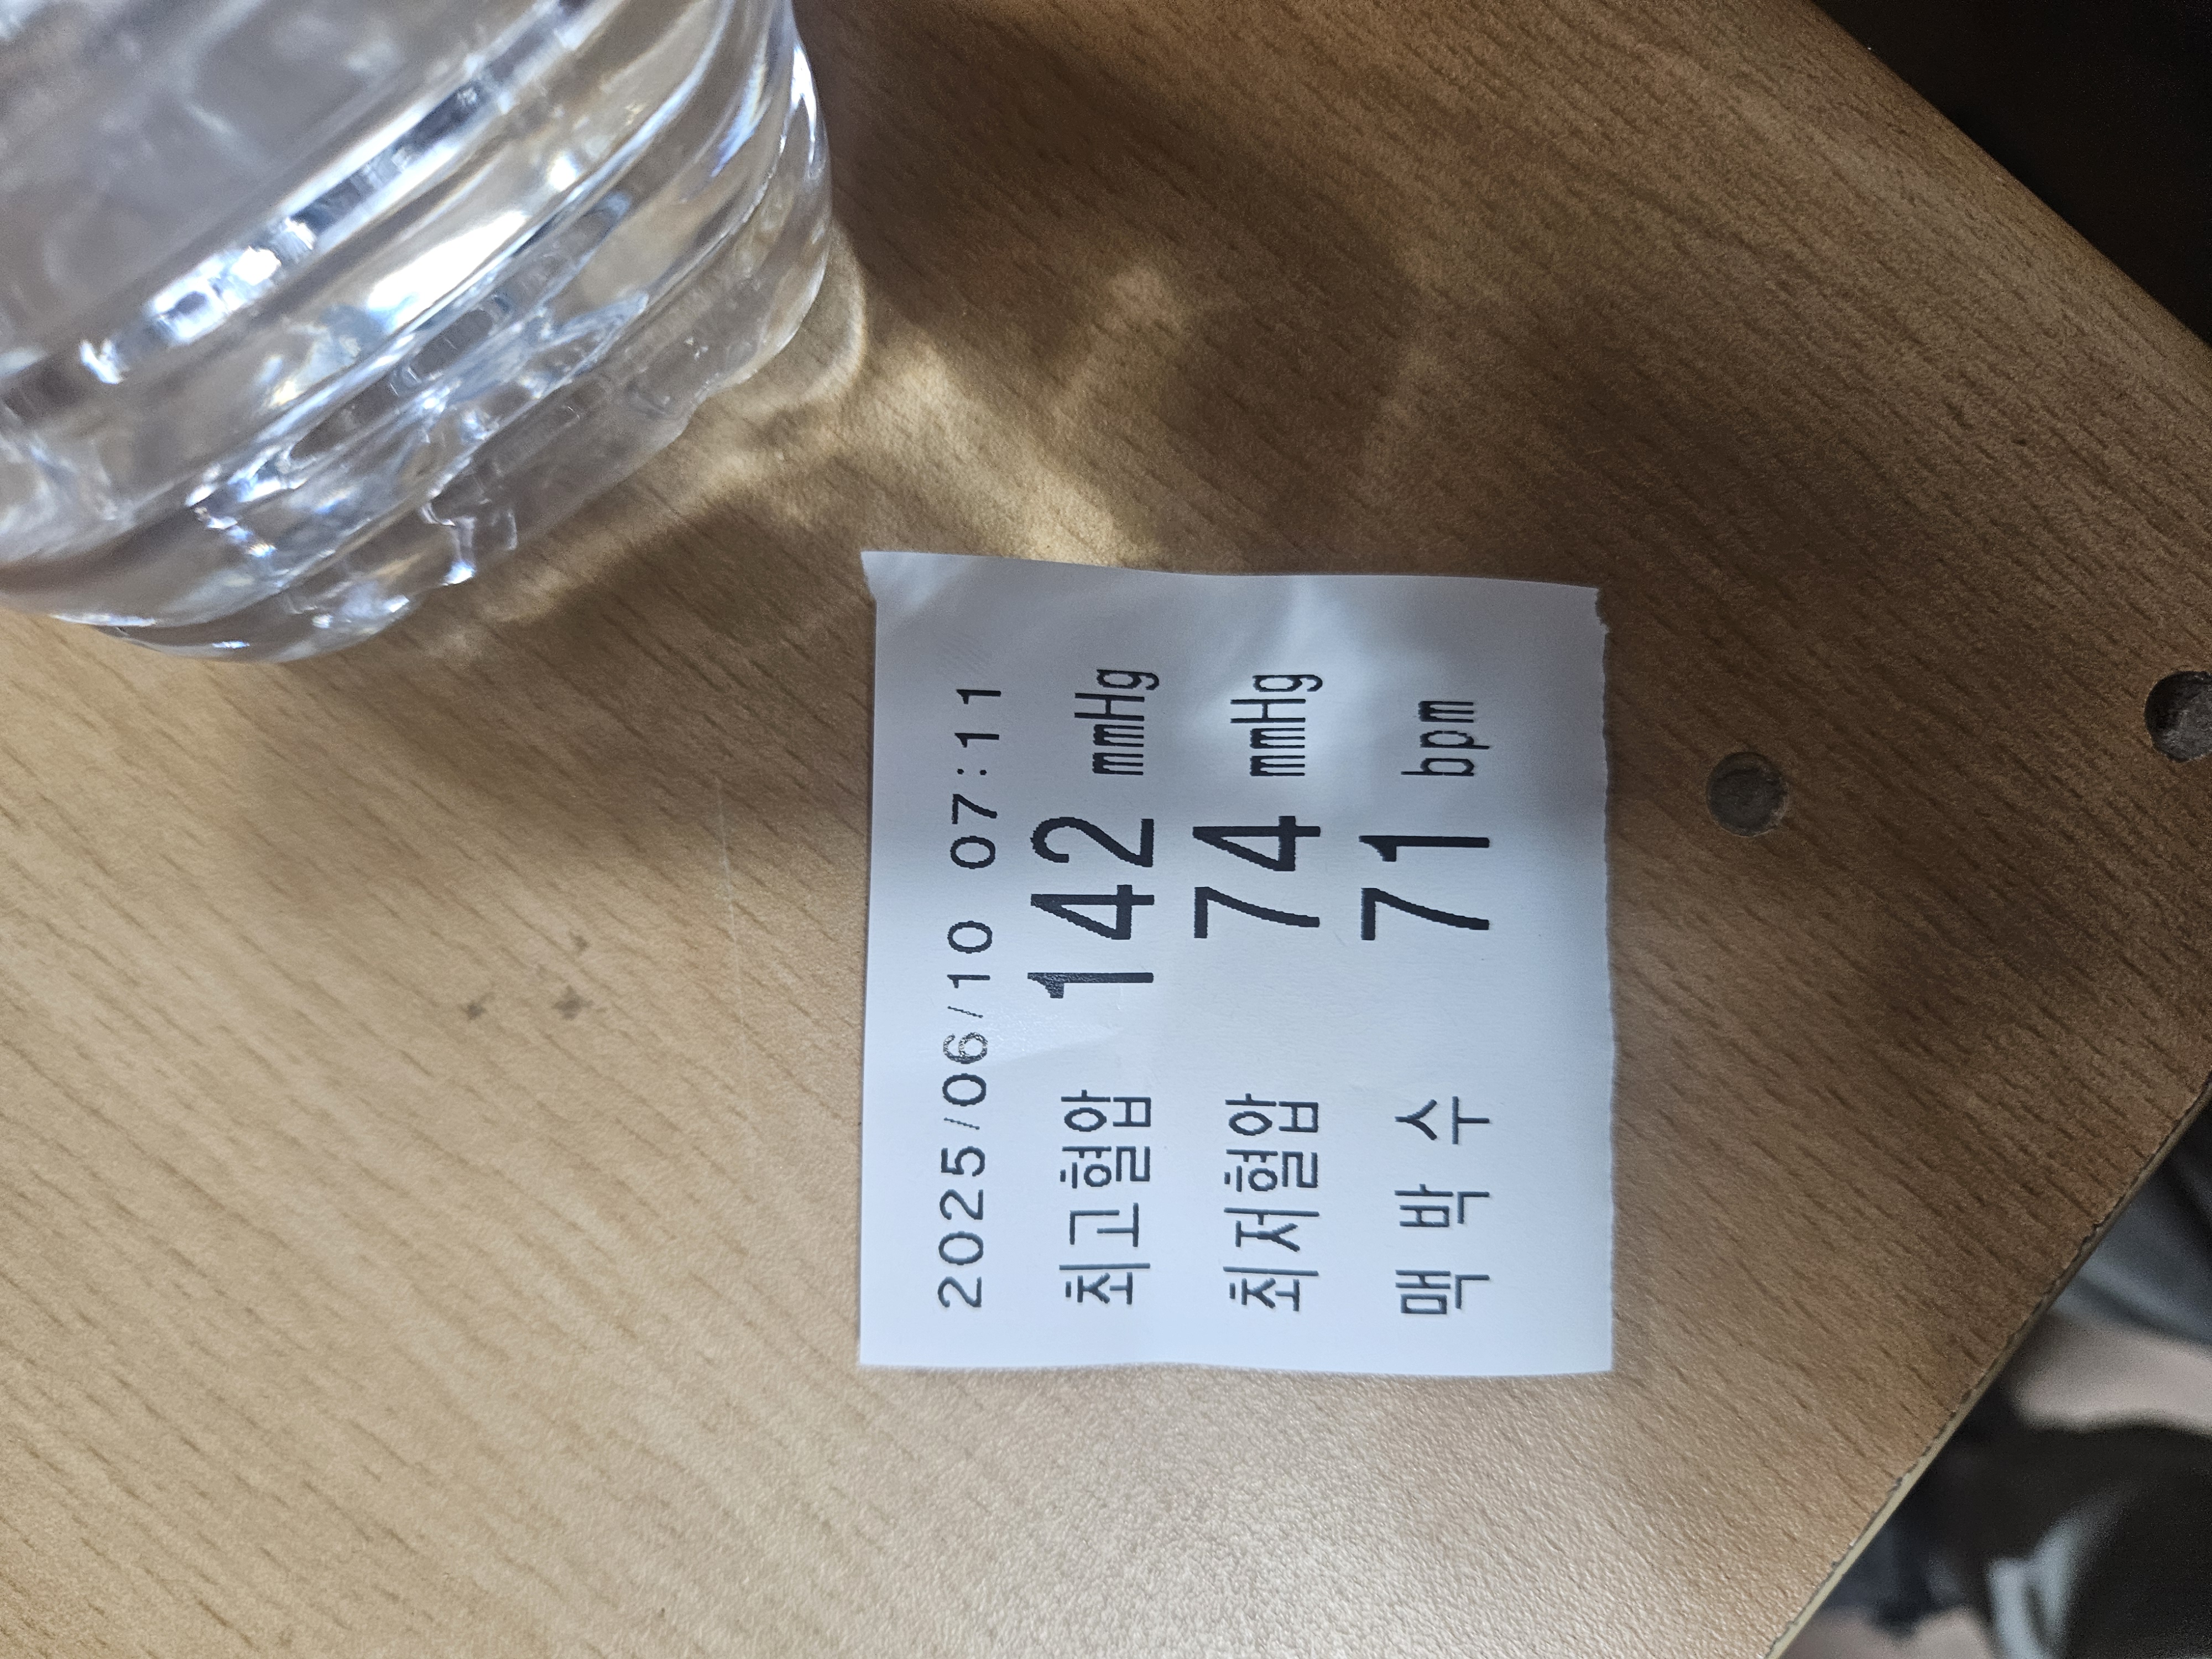 2025/06/10 07:11
최고혈압 142 mmHg
최저혈압 74 mmHg
맥 박 수 71 bpm